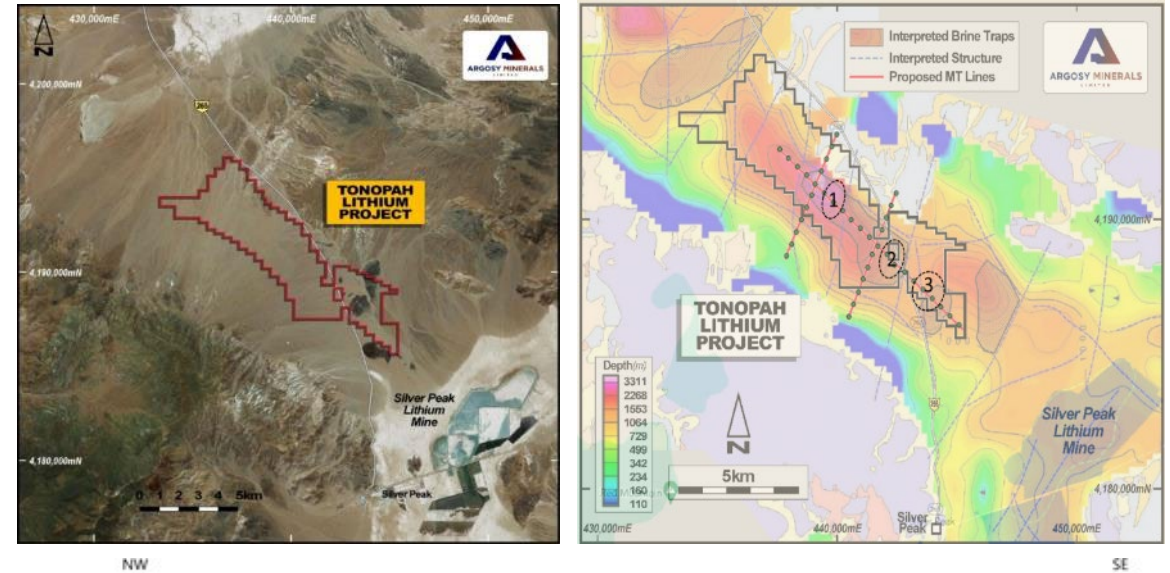 430,000mE
440,000mE
450,000mE
N
ARGOSY MINERALS
LIMITED
4,200,000mN
265
TONOPAH
LITHIUM
PROJECT
4,190,000mN
Silver Peak
Lithium
Mine
4,180,000mN
Silver Peak
0 1 2 3 4 5km
Interpreted Brine Traps
Interpreted Structure
Proposed MT Lines
ARGOSY MINERALS
LIMITED
4,190,000mN
1
2
3
TONOPAH
LITHIUM
PROJECT
Depth(m)
3311
2268
1553
1064
729
499
342
234
160
110
N
5km
265
Silver Peak
Lithium
Mine
4,180,000mN
Silver
Peak
430,000mE
440,000mE
450,000mE
NW
SE